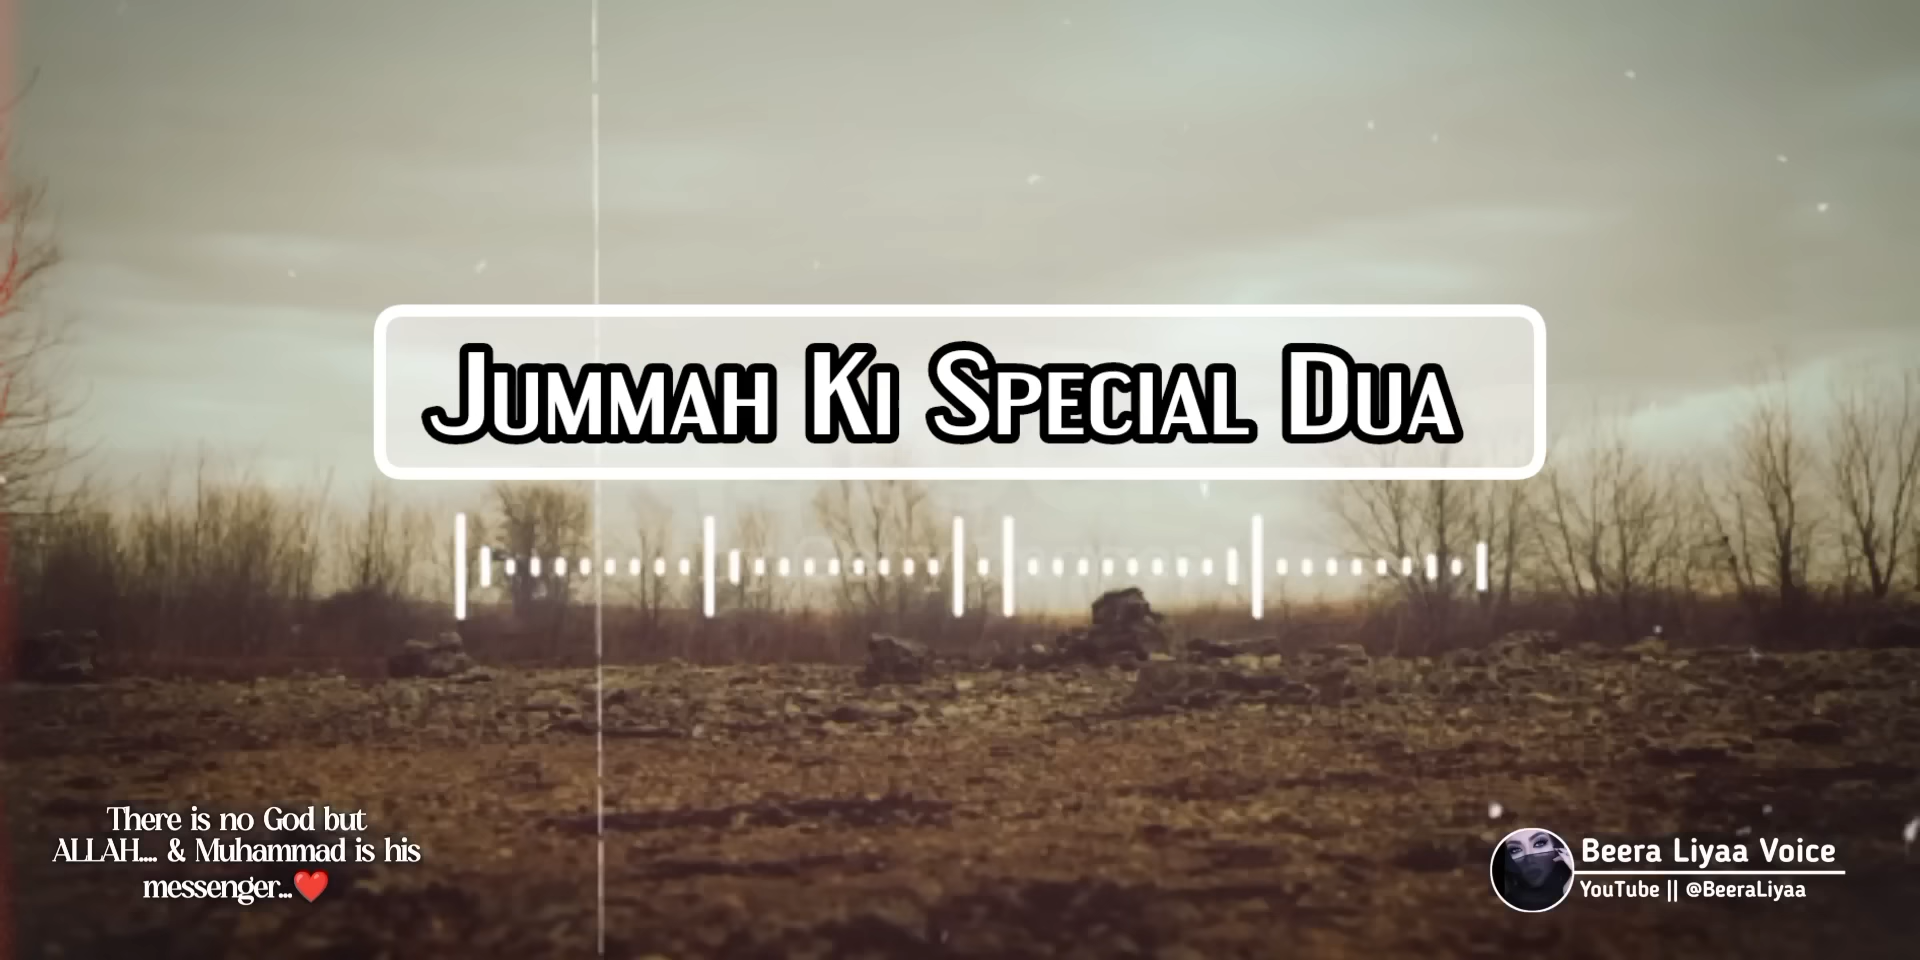 Jummah Ki Special Dua
There is no God but
ALLAH.... & Muhammad is his
messenger...❤️
Beera Liyaa Voice
YouTube || @BeeraLiyaa